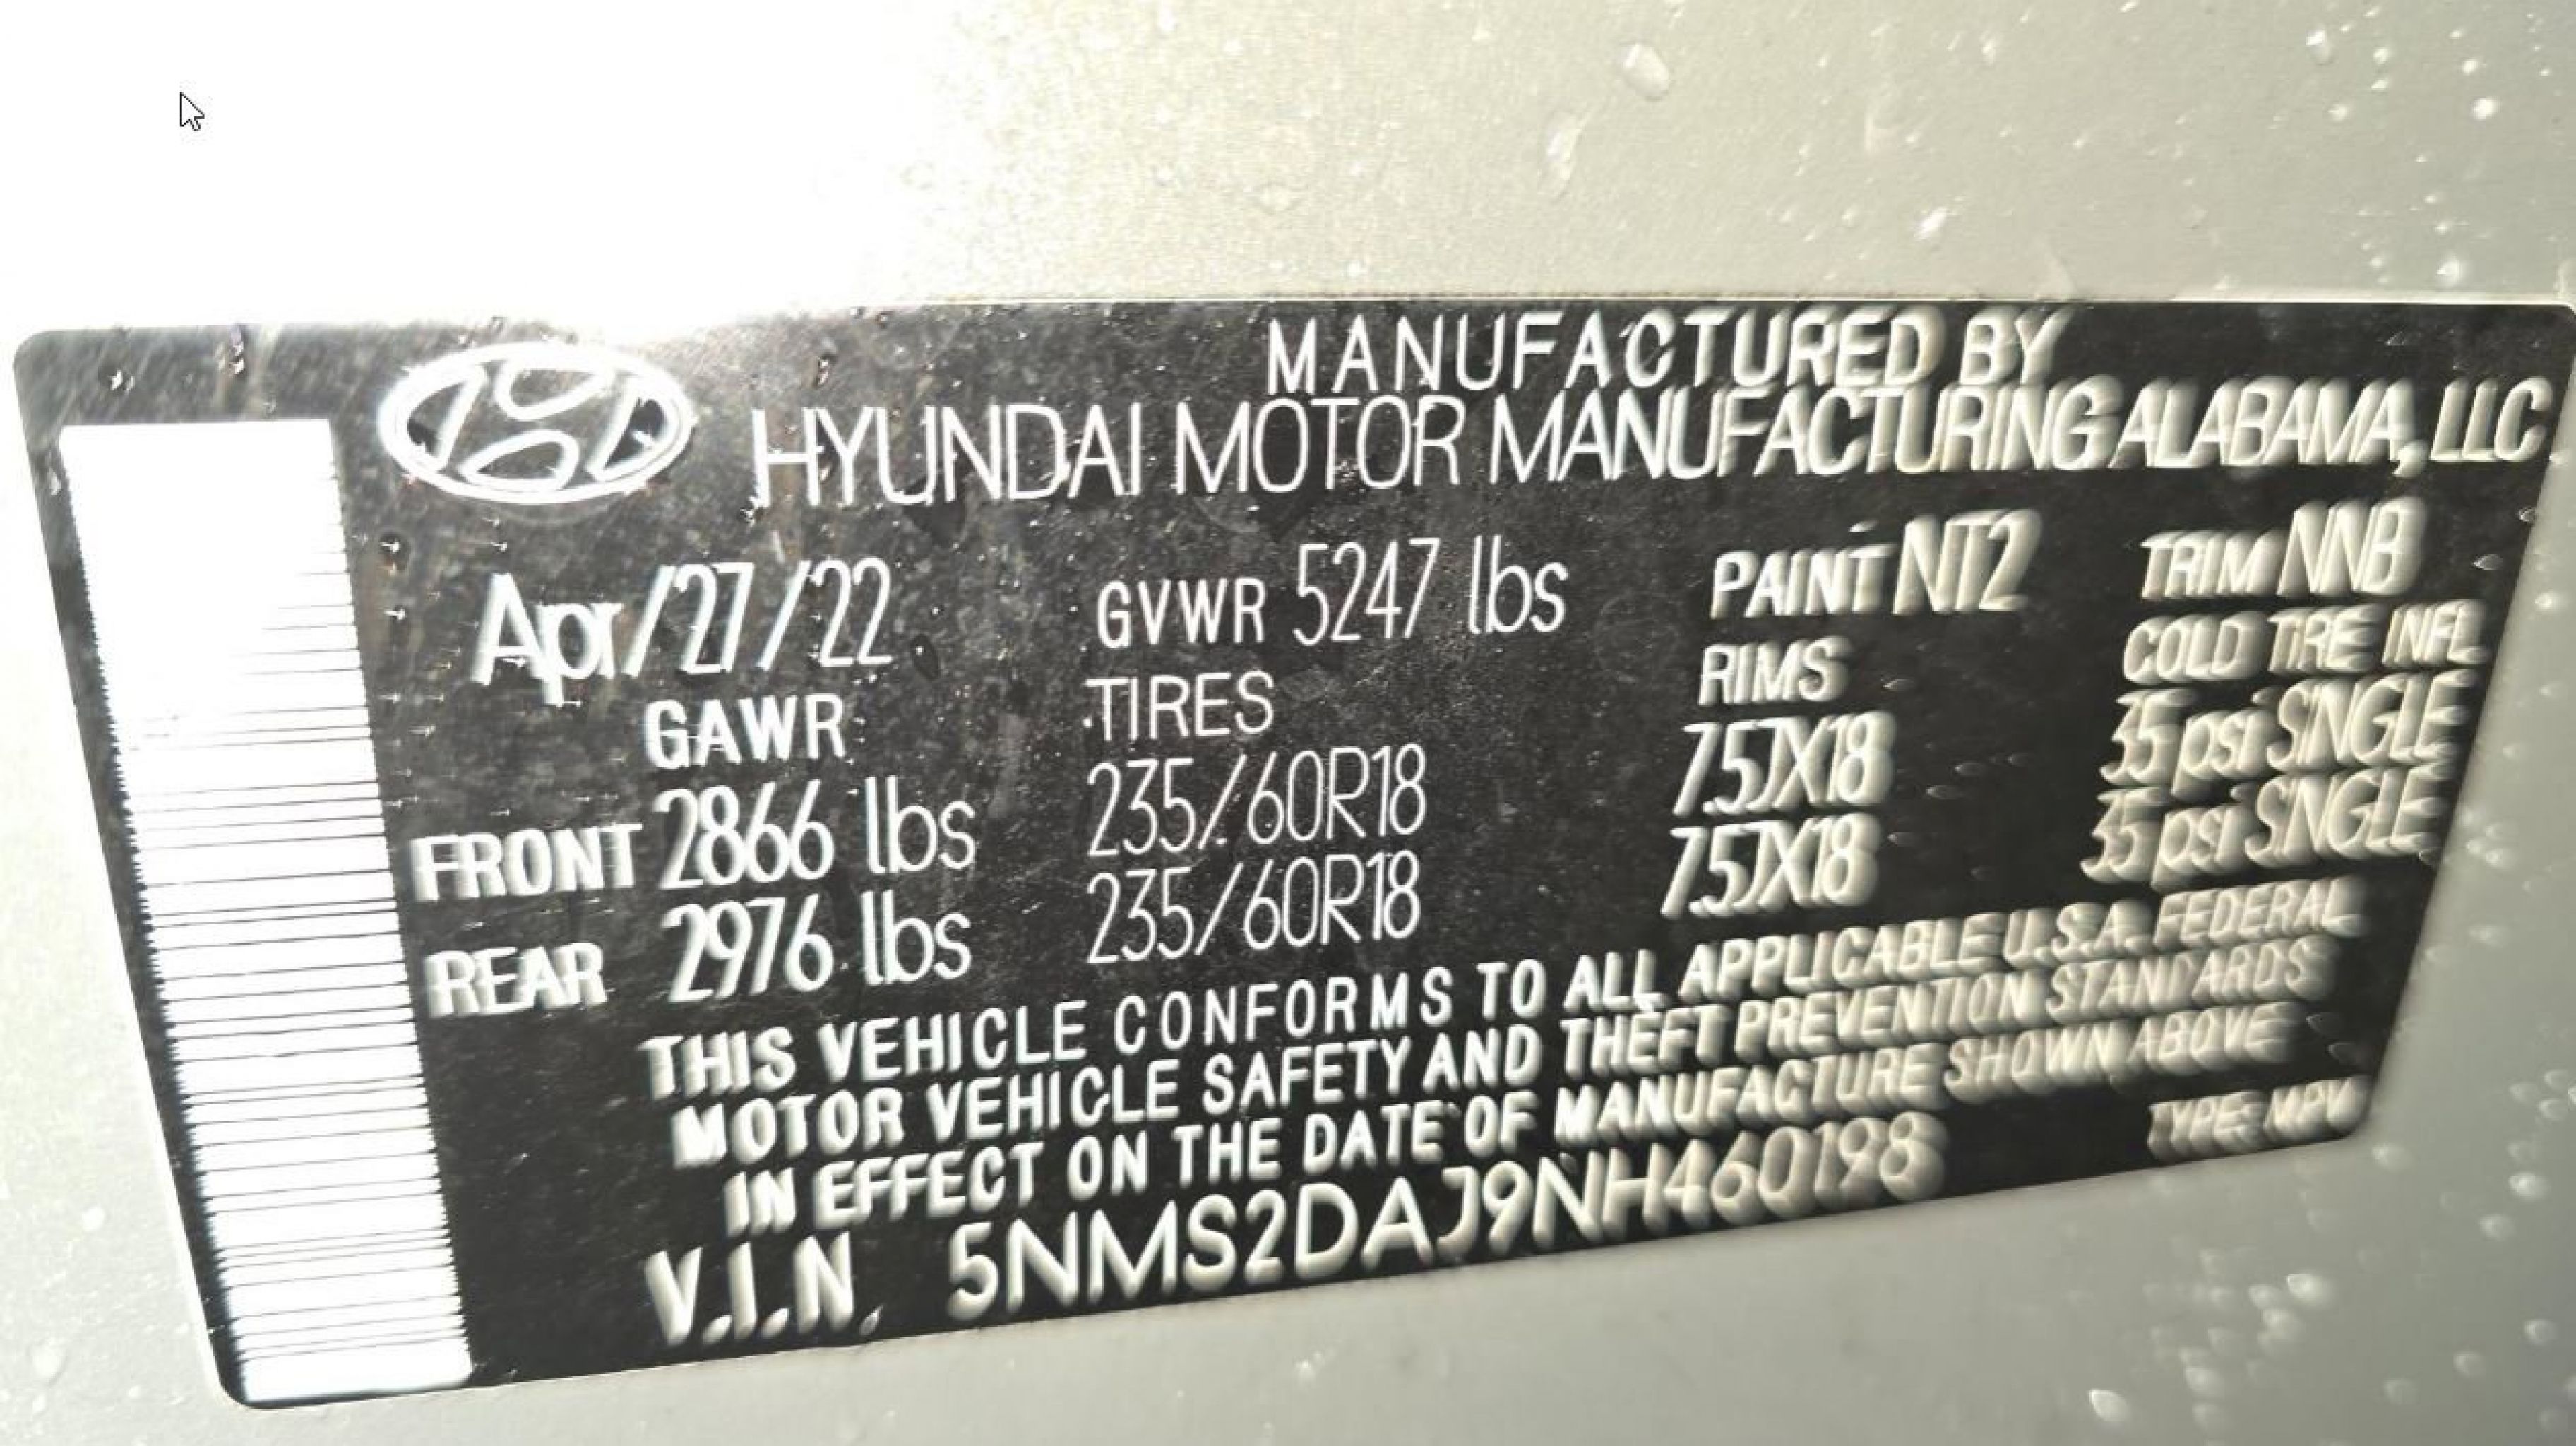 MANUFACTURED BY
HYUNDAI MOTOR MANUFACTURING ALABAMA, LLC
Apr/27/22 GVWR 5247 lbs PAINT NT2 TRIM NNB
GAWR TIRES RIMS COLD TIRE INFL
FRONT 2866 lbs 235/60R18 7.5JX18 35 psi SINGLE
REAR 2976 lbs 235/60R18 7.5JX18 35 psi SINGLE
THIS VEHICLE CONFORMS TO ALL APPLICABLE U.S.A. FEDERAL
MOTOR VEHICLE SAFETY AND THEFT PREVENTION STANDARDS
IN EFFECT ON THE DATE OF MANUFACTURE SHOWN ABOVE
V.I.N. 5NMS2DAJ9NH460198 TYPE: MPV